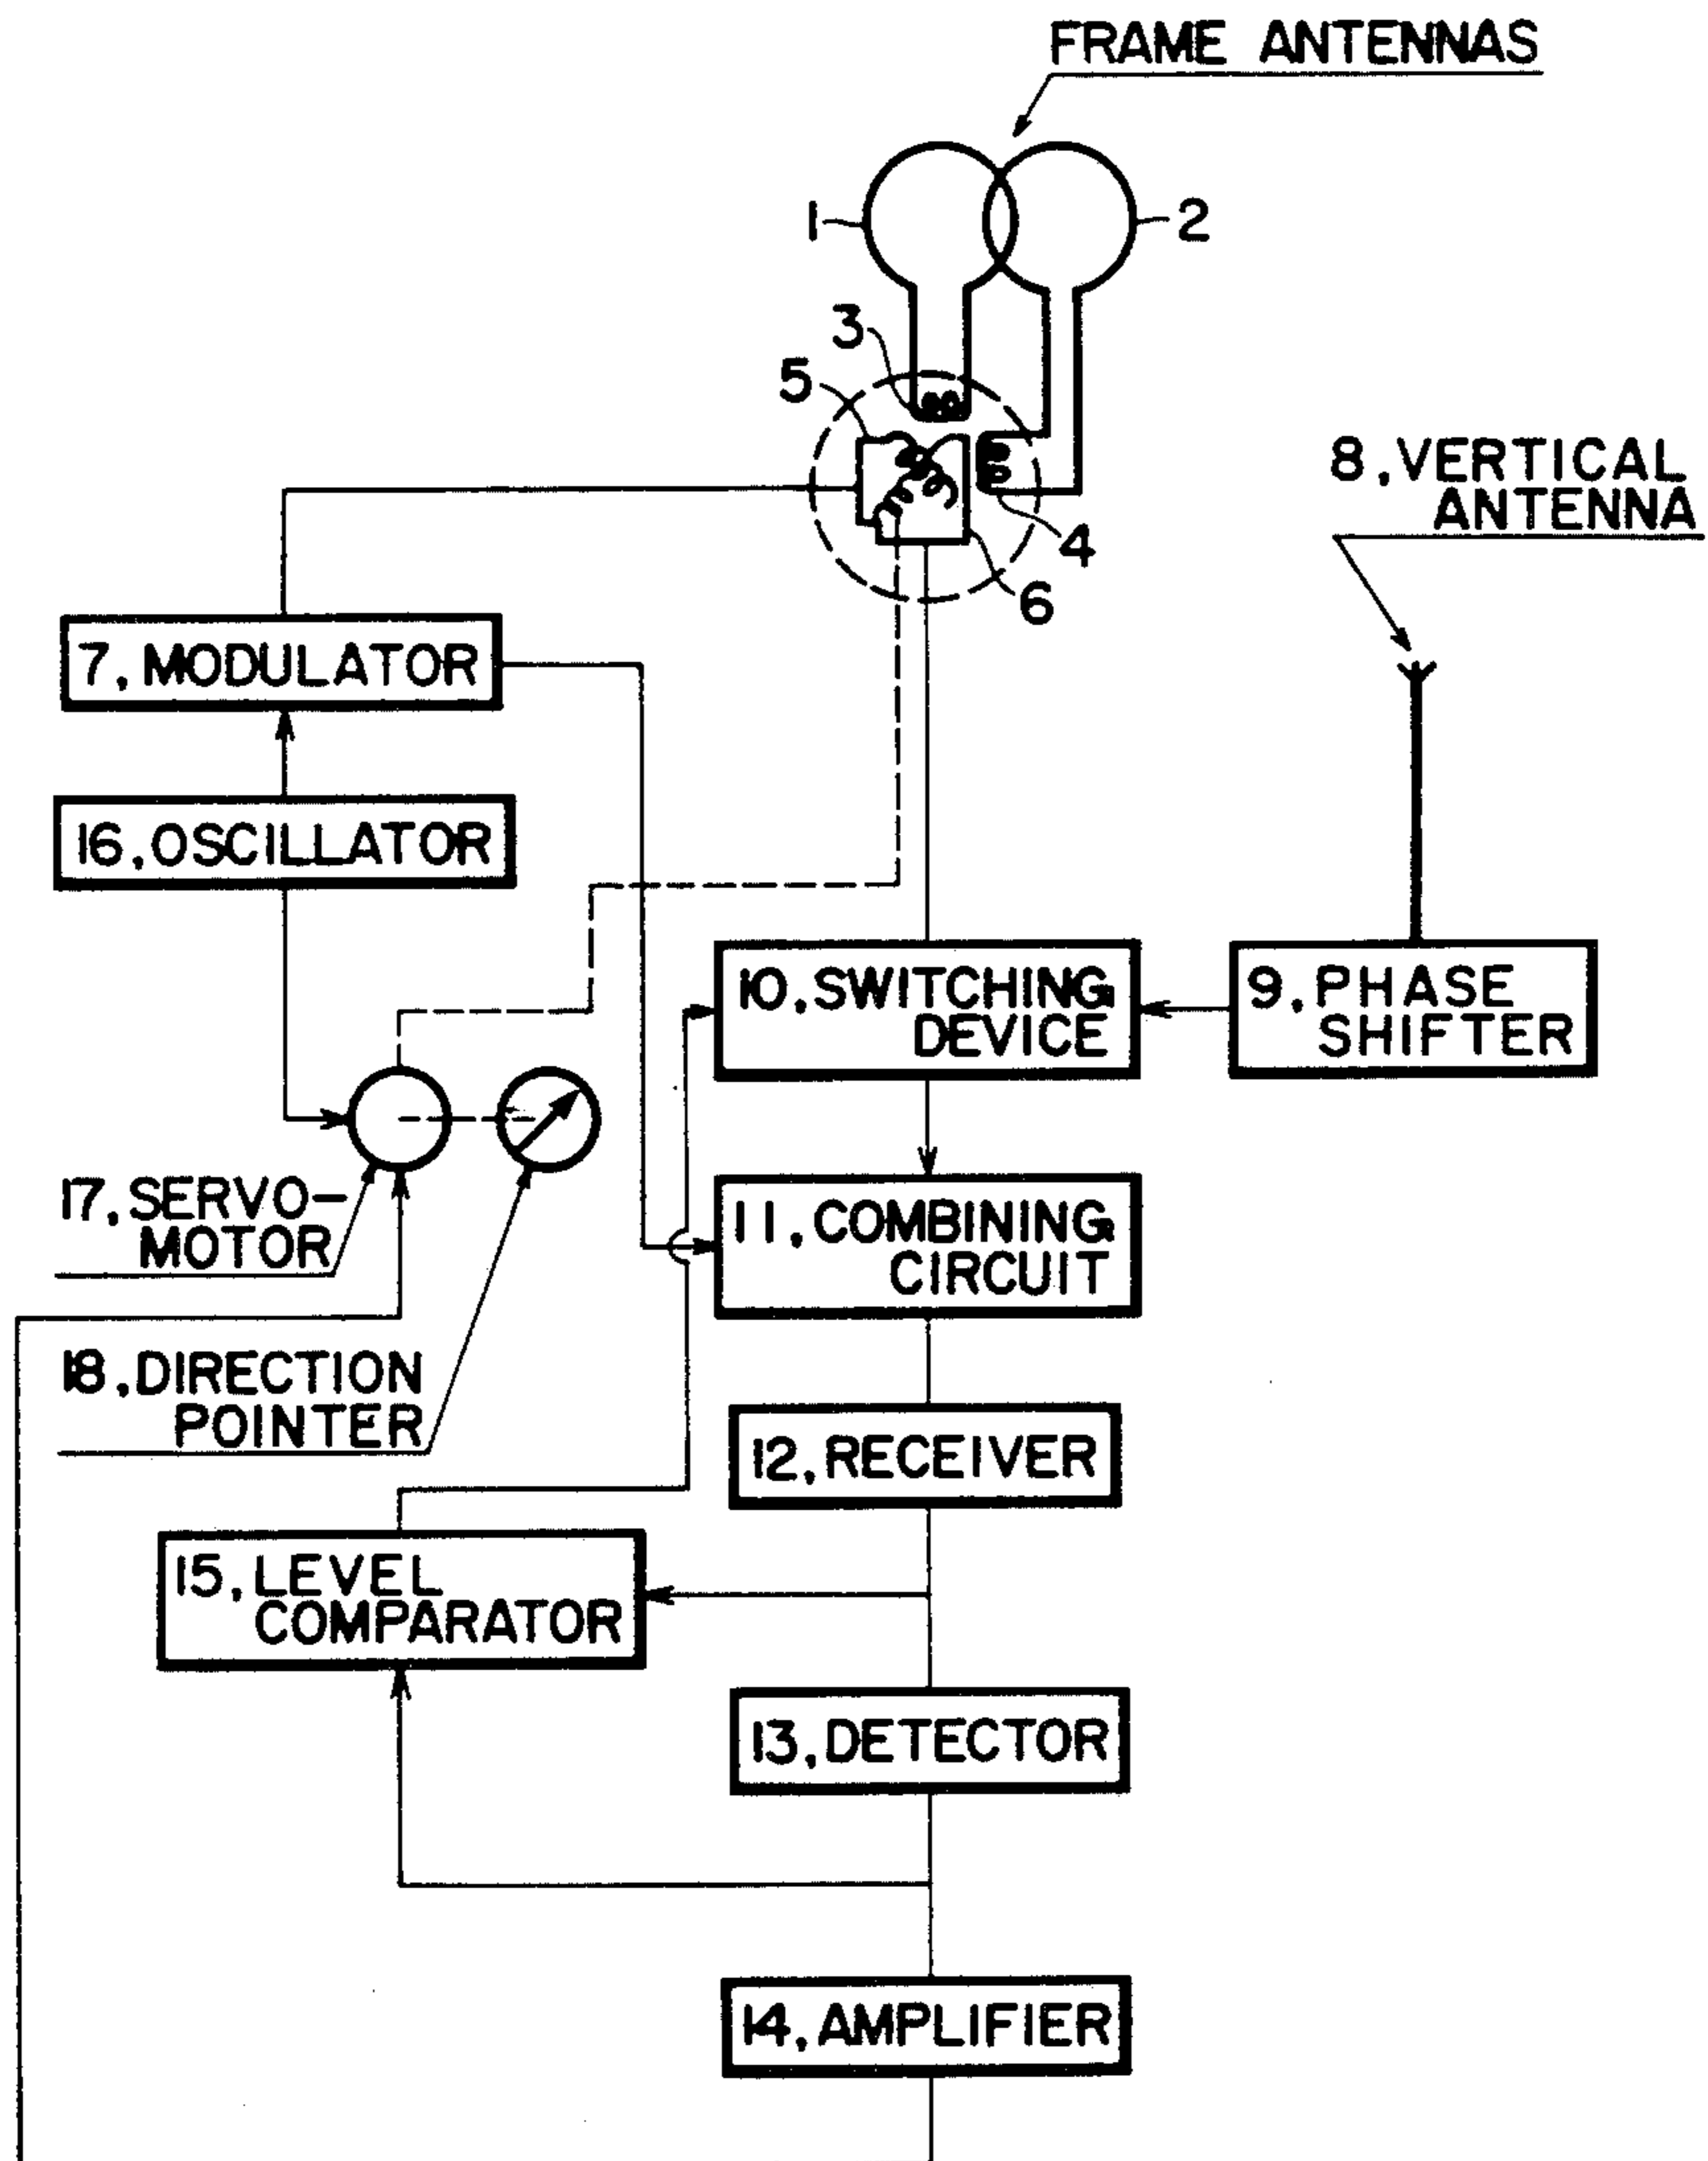 FRAME ANTENNAS
1
2
3
5
8, VERTICAL
ANTENNA
4
6
7, MODULATOR
16, OSCILLATOR
10, SWITCHING
DEVICE
9, PHASE
SHIFTER
17, SERVO-
MOTOR
11, COMBINING
CIRCUIT
18, DIRECTION
POINTER
12, RECEIVER
15, LEVEL
COMPARATOR
13, DETECTOR
14, AMPLIFIER